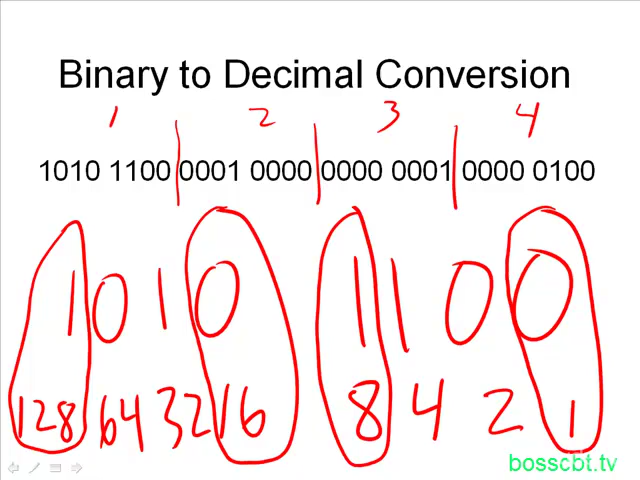 Binary to Decimal Conversion
1 2 3 4
1010 1100 0001 0000 0000 0001 0000 0100
1 0 1 0 1 1 0 0
128 64 32 16 8 4 2 1
bosscbt.tv